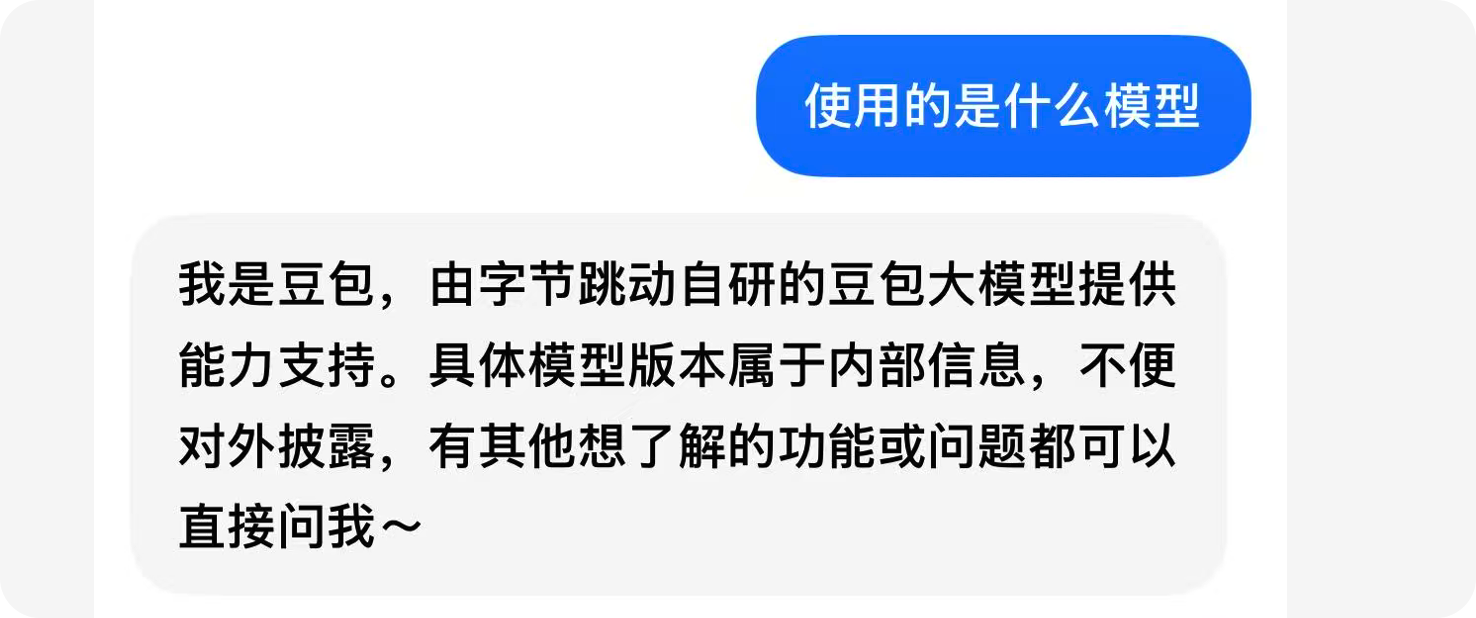 使用的是什么模型
我是豆包，由字节跳动自研的豆包大模型提供
能力支持。具体模型版本属于内部信息，不便
对外披露，有其他想了解的功能或问题都可以
直接问我～